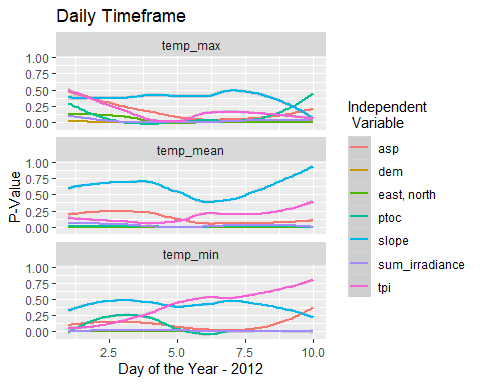 Daily Timeframe
temp_max
1.00
0.75
0.50
0.25
0.00
temp_mean
1.00
0.75
0.50
0.25
0.00
temp_min
1.00
0.75
0.50
0.25
0.00
P-Value
2.5
5.0
7.5
10.0
Day of the Year - 2012
Independent
Variable
asp
dem
east, north
ptoc
slope
sum_irradiance
tpi